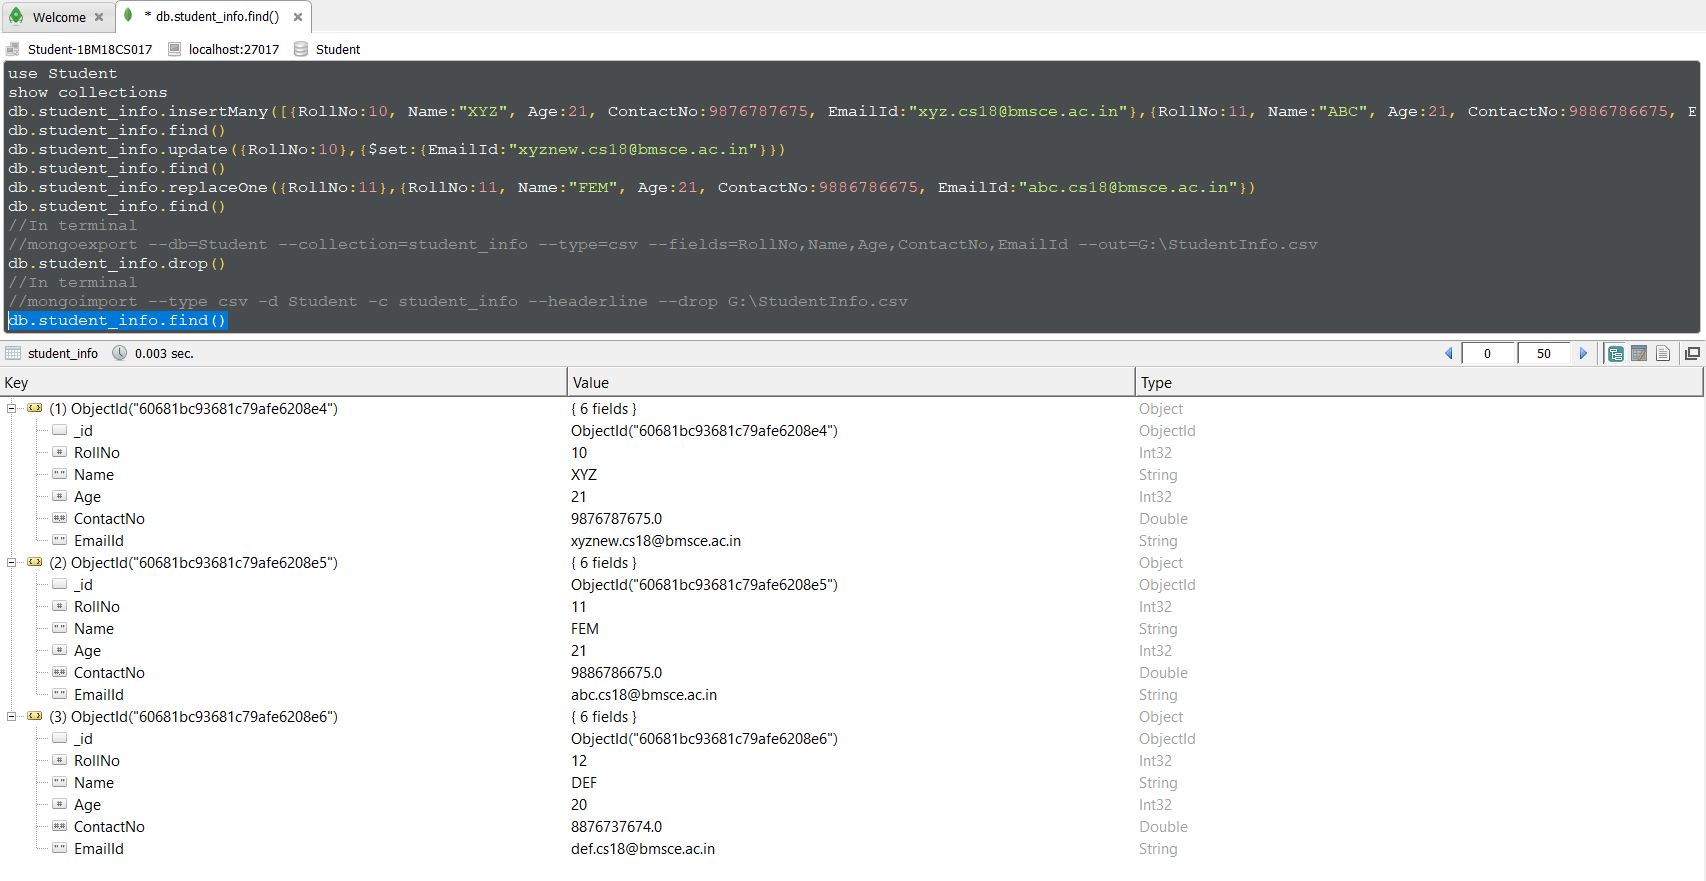 Welcome
* db.student_info.find()
Student-1BM18CS017 localhost:27017 Student
use Student
show collections
db.student_info.insertMany([{RollNo:10, Name:"XYZ", Age:21, ContactNo:9876787675, EmailId:"xyz.cs18@bmsce.ac.in"},{RollNo:11, Name:"ABC", Age:21, ContactNo:9886786675, E
db.student_info.find()
db.student_info.update({RollNo:10},{$set:{EmailId:"xyznew.cs18@bmsce.ac.in"}})
db.student_info.find()
db.student_info.replaceOne({RollNo:11},{RollNo:11, Name:"FEM", Age:21, ContactNo:9886786675, EmailId:"abc.cs18@bmsce.ac.in"})
db.student_info.find()
//In terminal
//mongoexport --db=Student --collection=student_info --type=csv --fields=RollNo,Name,Age,ContactNo,EmailId --out=G:\StudentInfo.csv
db.student_info.drop()
//In terminal
//mongoimport --type csv -d Student -c student_info --headerline --drop G:\StudentInfo.csv
db.student_info.find()
student_info 0.003 sec. 0 50
Key Value Type
(1) ObjectId("60681bc93681c79afe6208e4") { 6 fields } Object
_id ObjectId("60681bc93681c79afe6208e4") ObjectId
RollNo 10 Int32
Name XYZ String
Age 21 Int32
ContactNo 9876787675.0 Double
EmailId xyznew.cs18@bmsce.ac.in String
(2) ObjectId("60681bc93681c79afe6208e5") { 6 fields } Object
_id ObjectId("60681bc93681c79afe6208e5") ObjectId
RollNo 11 Int32
Name FEM String
Age 21 Int32
ContactNo 9886786675.0 Double
EmailId abc.cs18@bmsce.ac.in String
(3) ObjectId("60681bc93681c79afe6208e6") { 6 fields } Object
_id ObjectId("60681bc93681c79afe6208e6") ObjectId
RollNo 12 Int32
Name DEF String
Age 20 Int32
ContactNo 8876737674.0 Double
EmailId def.cs18@bmsce.ac.in String